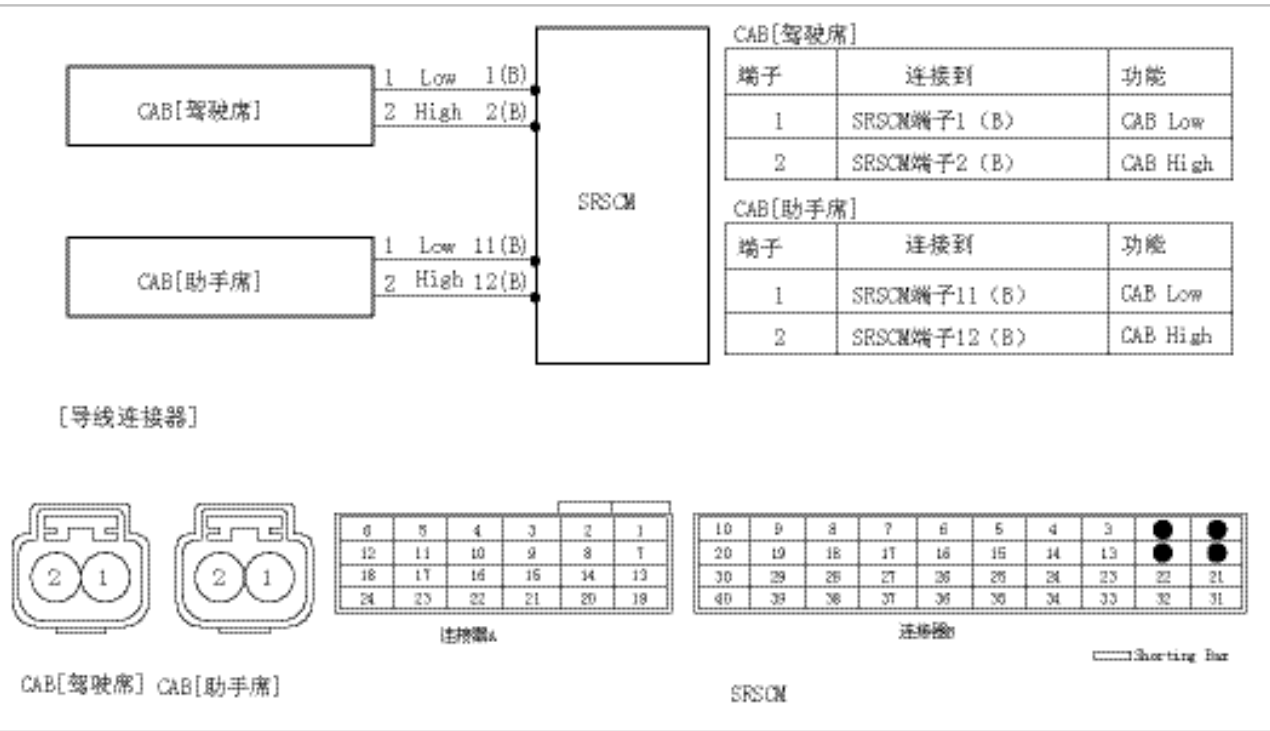 CAB[驾驶席]
1 Low 1(B)
2 High 2(B)
CAB[助手席]
1 Low 11(B)
2 High 12(B)
SRSCM
CAB[驾驶席]
端子 连接到 功能
1 SRSCM端子1（B） CAB Low
2 SRSCM端子2（B） CAB High
CAB[助手席]
端子 连接到 功能
1 SRSCM端子11（B） CAB Low
2 SRSCM端子12（B） CAB High
[导线连接器]
2 1
2 1
6 5 4 3 2 1
12 11 10 9 8 7
18 17 16 15 14 13
24 23 22 21 20 19
连接器A
10 9 8 7 6 5 4 3
20 19 18 17 16 15 14 13
30 29 28 27 26 25 24 23 22 21
40 39 38 37 36 35 34 33 32 31
连接器B
Shorting Bar
CAB[驾驶席] CAB[助手席]
SRSCM